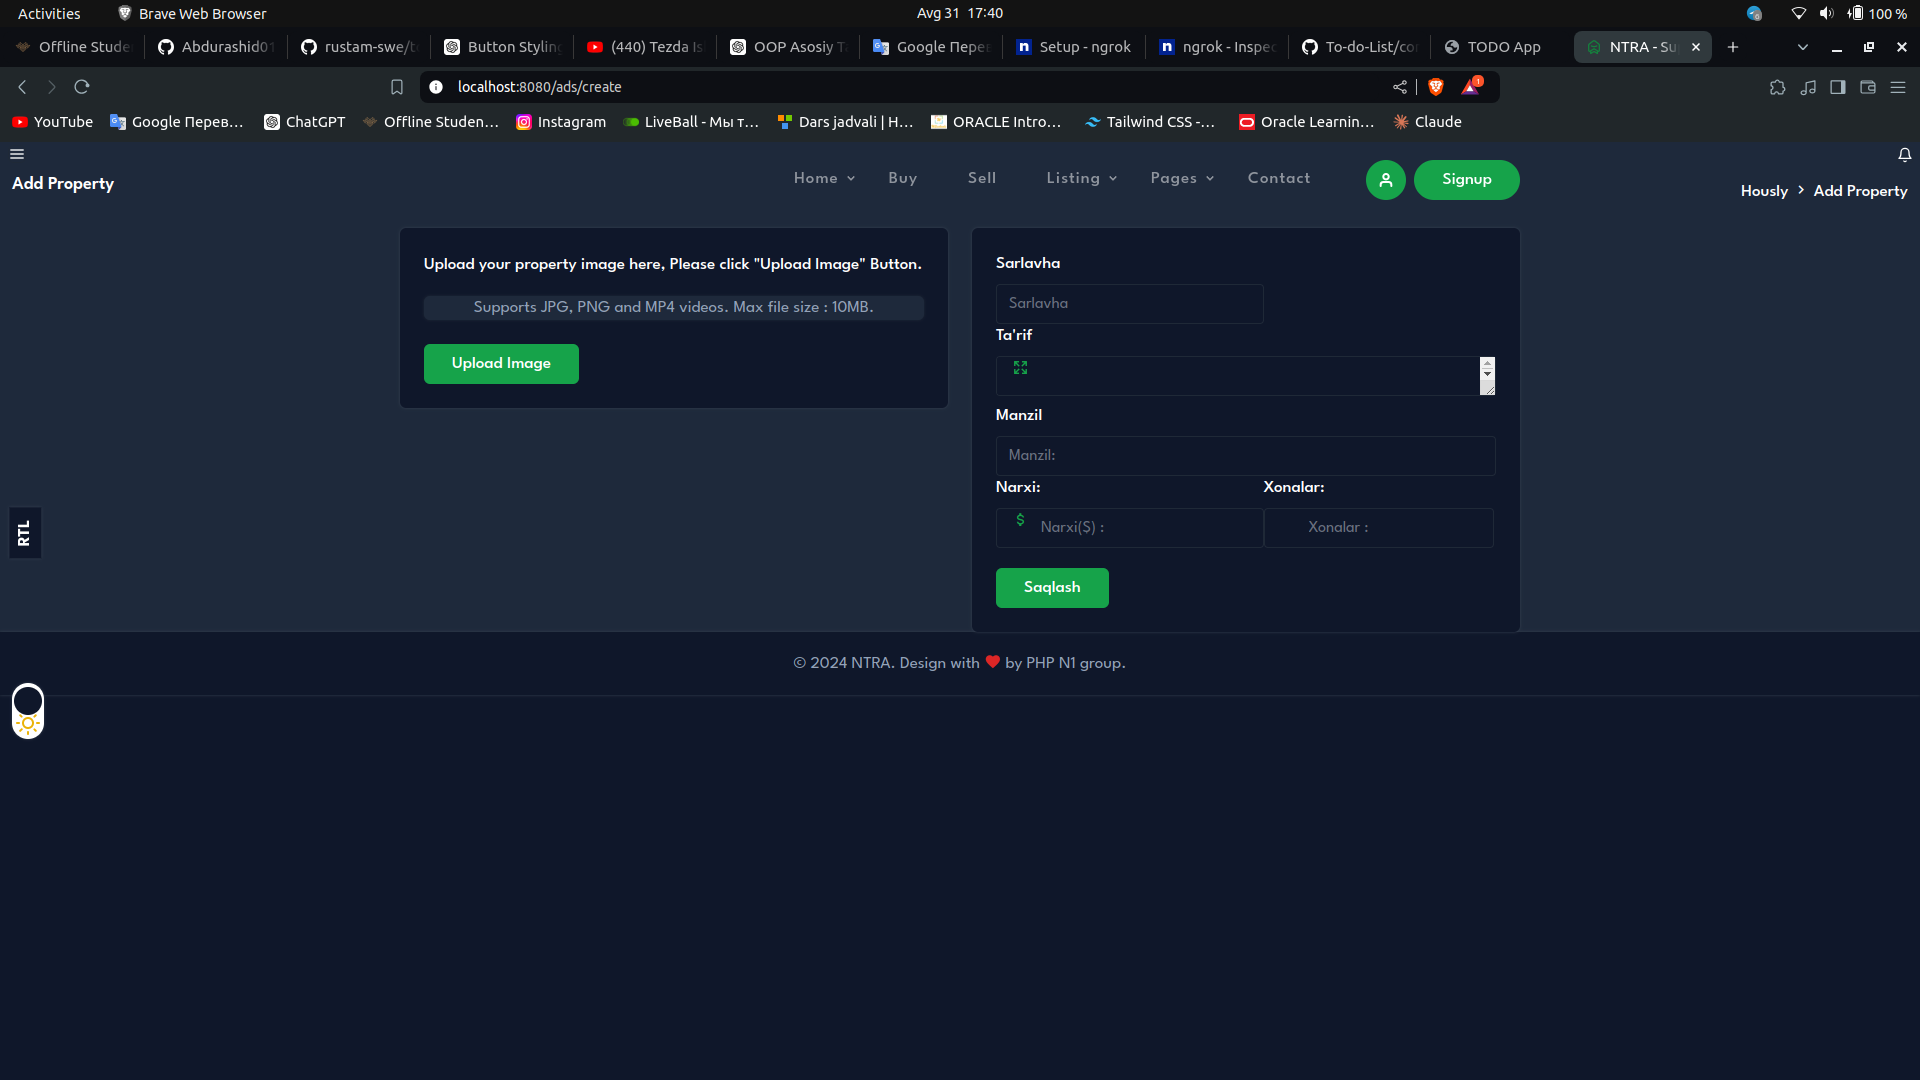 Activities Brave Web Browser Avg 31 17:40 100 %
Offline Stude Abdurashid01 rustam-swe/t Button Styling (440) Tezda Is OOP Asosiy T Google Перев Setup - ngrok ngrok - Inspec To-do-List/co TODO App NTRA - Su
localhost:8080/ads/create 1
YouTube Google Перев... ChatGPT Offline Studen... Instagram LiveBall - Мы т... Dars jadvali | H... ORACLE Intro... Tailwind CSS -... Oracle Learnin... Claude
Add Property Home Buy Sell Listing Pages Contact Signup Hously > Add Property
Upload your property image here, Please click "Upload Image" Button.
Supports JPG, PNG and MP4 videos. Max file size : 10MB.
Upload Image
Sarlavha
Sarlavha
Ta'rif
Manzil
Manzil:
Narxi: Xonalar:
$ Narxi($) : Xonalar :
Saqlash
RTL
© 2024 NTRA. Design with ❤ by PHP N1 group.